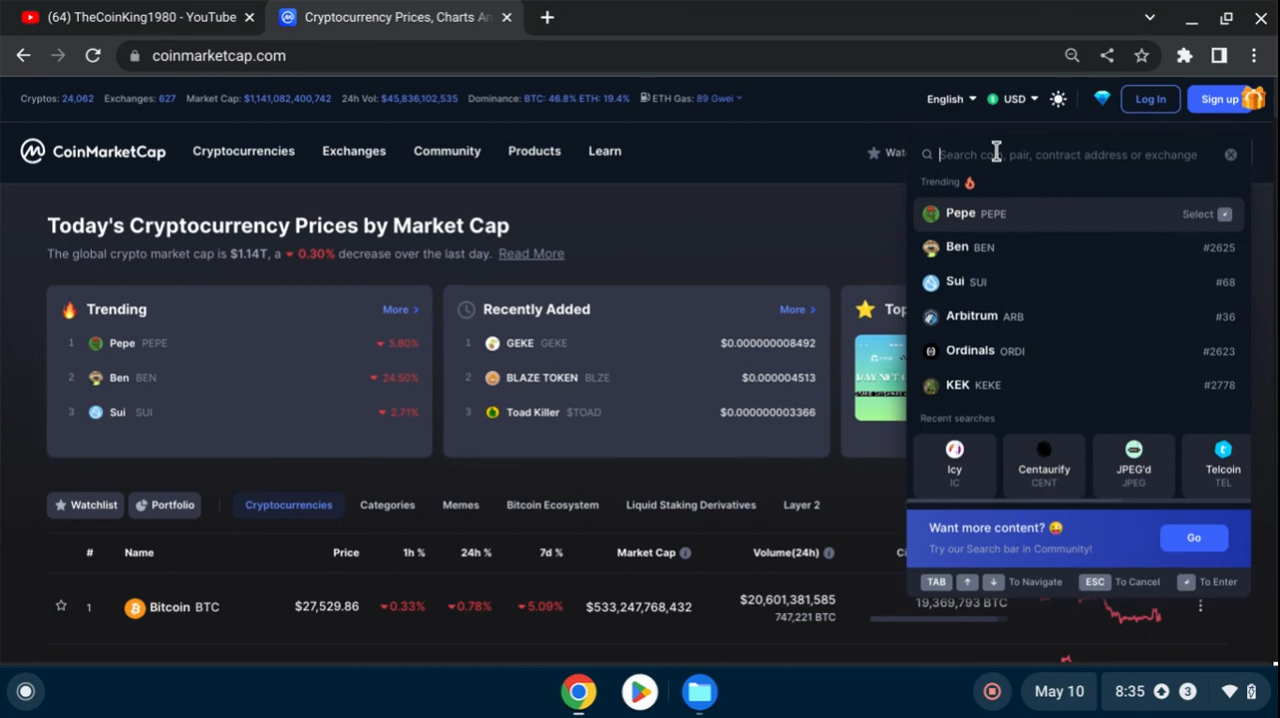 (64) TheCoinKing1980 - YouTube
Cryptocurrency Prices, Charts An
coinmarketcap.com
Cryptos: 24,062 Exchanges: 627 Market Cap: $1,141,082,400,742 24h Vol: $45,836,102,535 Dominance: BTC: 46.8% ETH: 19.4% ETH Gas: 89 Gwei
English USD Log In Sign up
CoinMarketCap Cryptocurrencies Exchanges Community Products Learn
Search coin, pair, contract address or exchange
Trending
Pepe PEPE Select
Ben BEN #2625
Sui SUI #68
Arbitrum ARB #36
Ordinals ORDI #2623
KEK KEKE #2778
Recent searches
Icy Centaurify JPEG'd Telcoin
IC CENT JPEG TEL
Want more content?
Try our Search bar in Community!
Go
TAB To Navigate ESC To Cancel To Enter
Today's Cryptocurrency Prices by Market Cap
The global crypto market cap is $1.14T, a 0.30% decrease over the last day. Read More
Trending More >
1 Pepe PEPE 5.80%
2 Ben BEN 24.50%
3 Sui SUI 2.71%
Recently Added More >
1 GEKE GEKE $0.000000008492
2 BLAZE TOKEN BLZE $0.000004513
3 Toad Killer $TOAD $0.000000003366
Top
Watchlist Portfolio Cryptocurrencies Categories Memes Bitcoin Ecosystem Liquid Staking Derivatives Layer 2
# Name Price 1h % 24h % 7d % Market Cap Volume(24h)
1 Bitcoin BTC $27,529.86 0.33% 0.78% 5.09% $533,247,768,432 $20,601,381,585
747,221 BTC
19,369,793 BTC
May 10 8:35 3